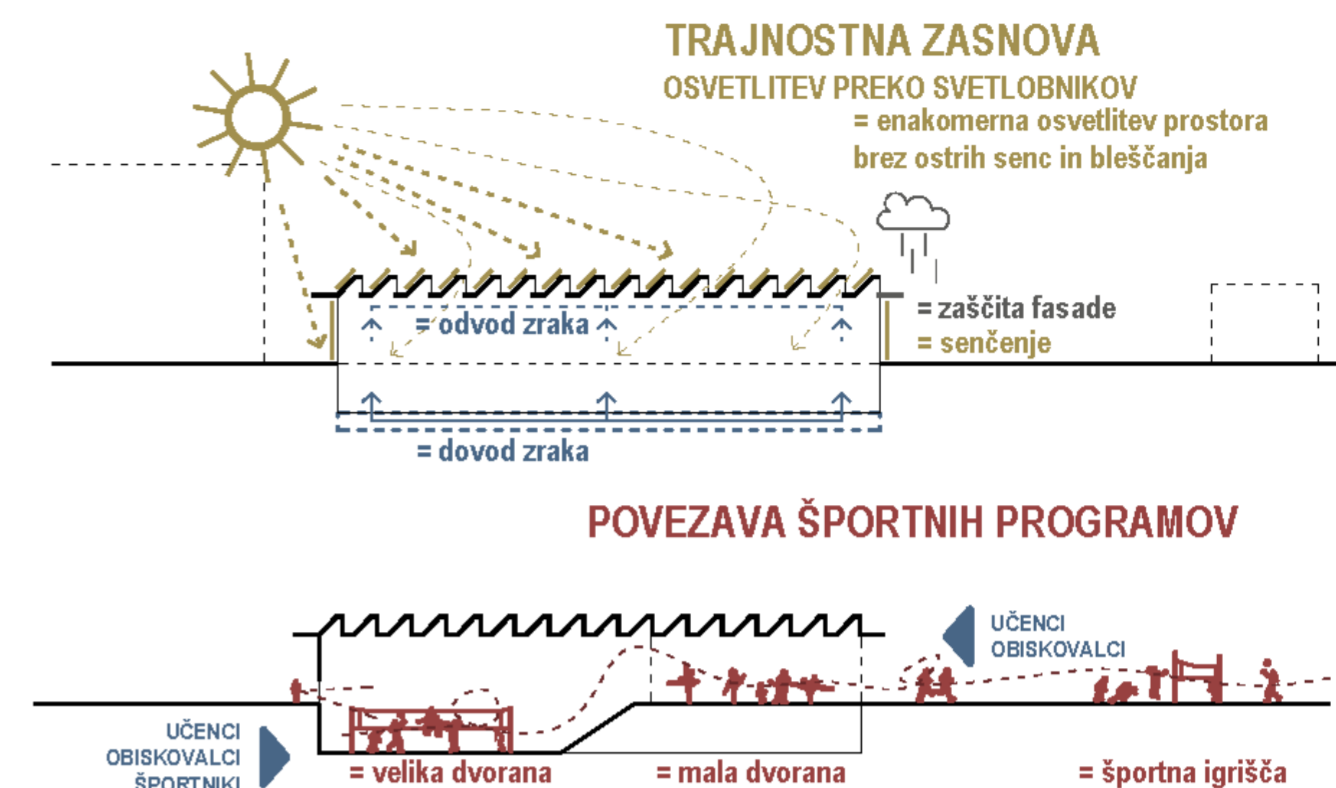 TRAJNOSTNA ZASNOVA
OSVETLITEV PREKO SVETLOBNIKOV
= enakomerna osvetlitev prostora
brez ostrih senc in bleščanja
= odvod zraka
= zaščita fasade
= senčenje
= dovod zraka
POVEZAVA ŠPORTNIH PROGRAMOV
UČENCI
OBISKOVALCI
UČENCI
OBISKOVALCI
ŠPORTNIKI
= velika dvorana
= mala dvorana
= športna igrišča